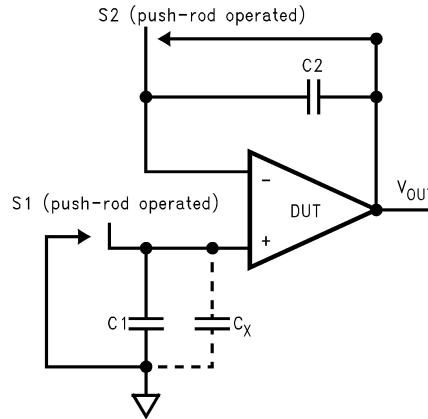 S2 (push-rod operated)
C2
S1 (push-rod operated)
−
DUT
+
VOUT
C1
CX